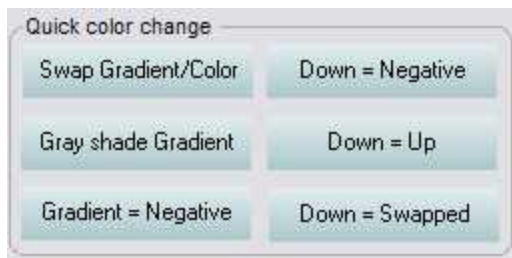 Quick color change
Swap Gradient/Color
Down = Negative
Gray shade Gradient
Down = Up
Gradient = Negative
Down = Swapped